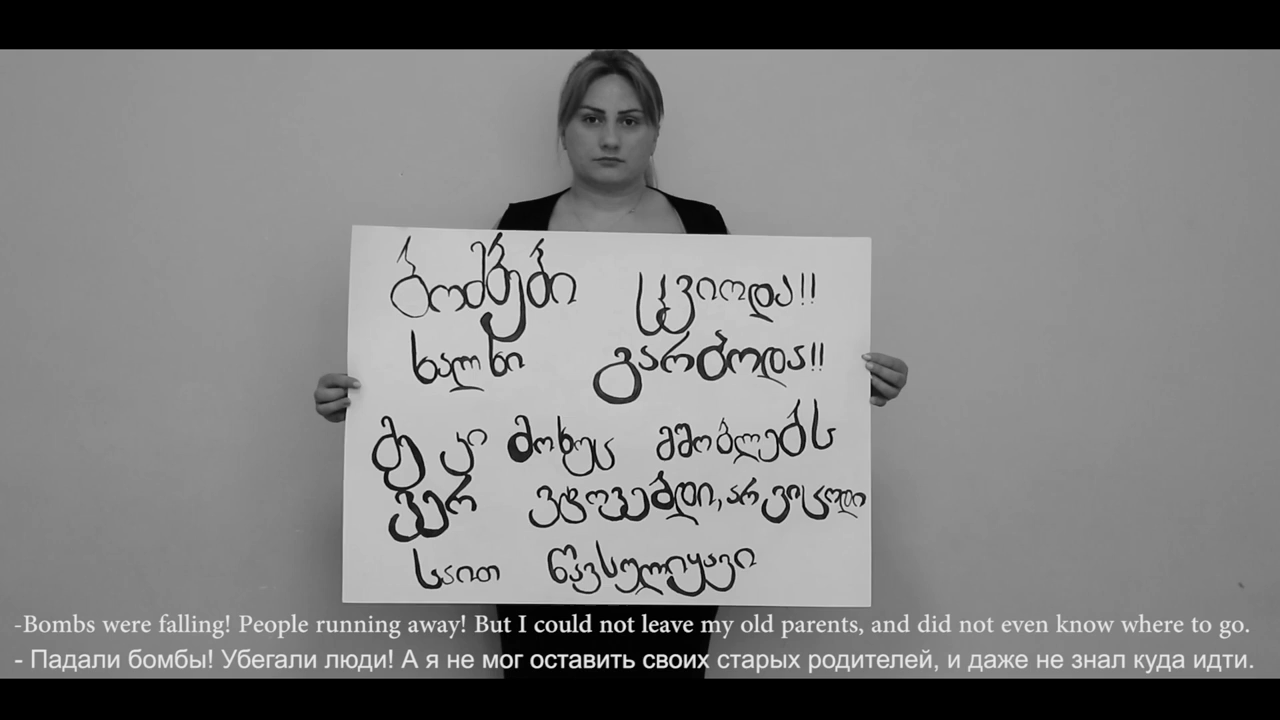 ბომბები ცვიოდა!!
ხალხი გარბოდა!!
მე კი მოხუც მშობლებს
ვერ ვტოვებდი, არ ვიცოდი
საით წავსულიყავი
-Bombs were falling! People running away! But I could not leave my old parents, and did not even know where to go.
- Падали бомбы! Убегали люди! А я не мог оставить своих старых родителей, и даже не знал куда идти.